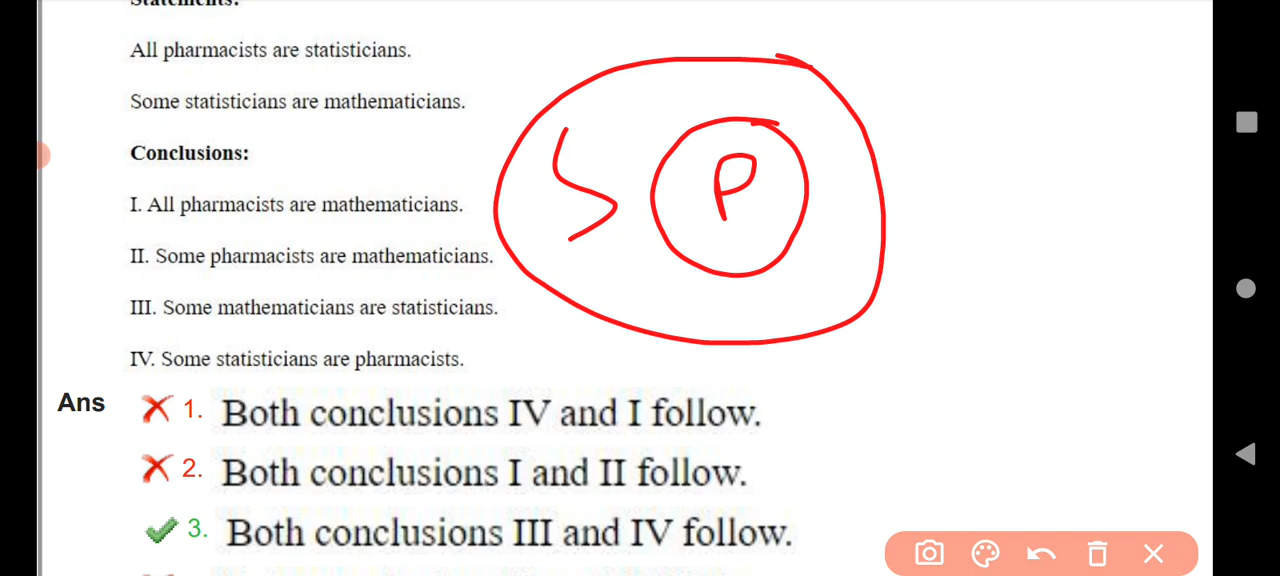 Statements:
All pharmacists are statisticians.
Some statisticians are mathematicians.
Conclusions:
I. All pharmacists are mathematicians.
II. Some pharmacists are mathematicians.
III. Some mathematicians are statisticians.
IV. Some statisticians are pharmacists.
S P
Ans
1. Both conclusions IV and I follow.
2. Both conclusions I and II follow.
3. Both conclusions III and IV follow.